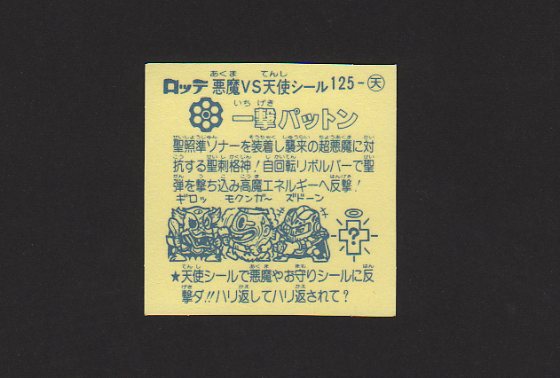 ロッテ 悪魔VS天使シール 125-天
一撃パットン
聖照準ソナーを装着し襲来の超悪魔に対
抗する聖刺格神!自回転リボルバーで聖
弾を撃ち込み高魔エネルギーへ反撃!
ギロッ モクンガ〜 ズドーン
?
★天使シールで悪魔やお守りシールに反
撃ダ!!ハリ返してハリ返されて?